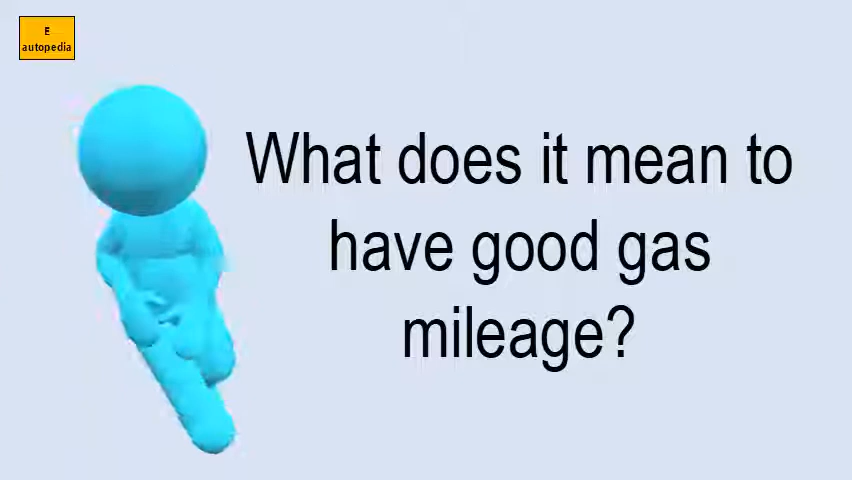 E
autopedia
What does it mean to
have good gas
mileage?